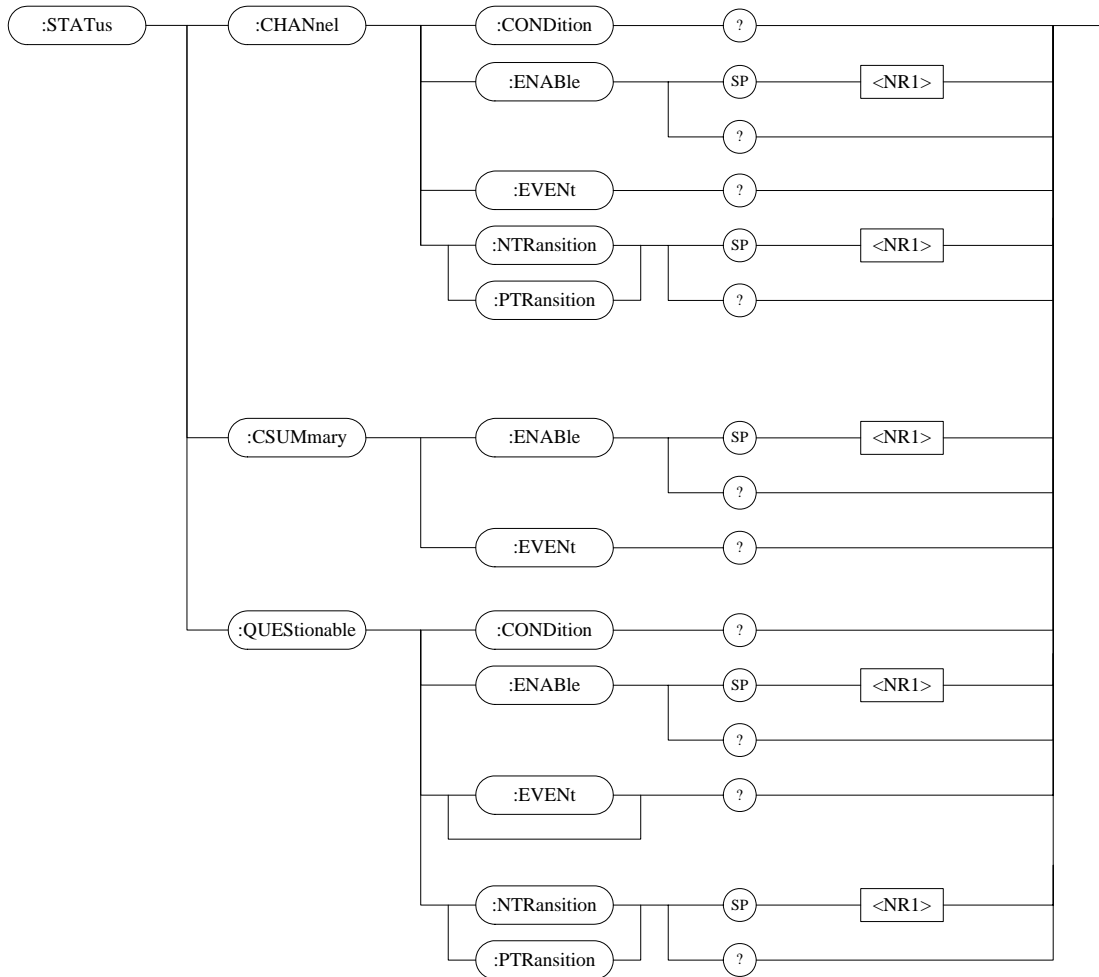 :STATus :CHANnel :CONDition ?
:ENABle SP <NR1>
?
:EVENt ?
:NTRansition SP <NR1>
:PTRansition ?
:CSUMmary :ENABle SP <NR1>
?
:EVENt ?
:QUEStionable :CONDition ?
:ENABle SP <NR1>
?
:EVENt ?
:NTRansition SP <NR1>
:PTRansition ?